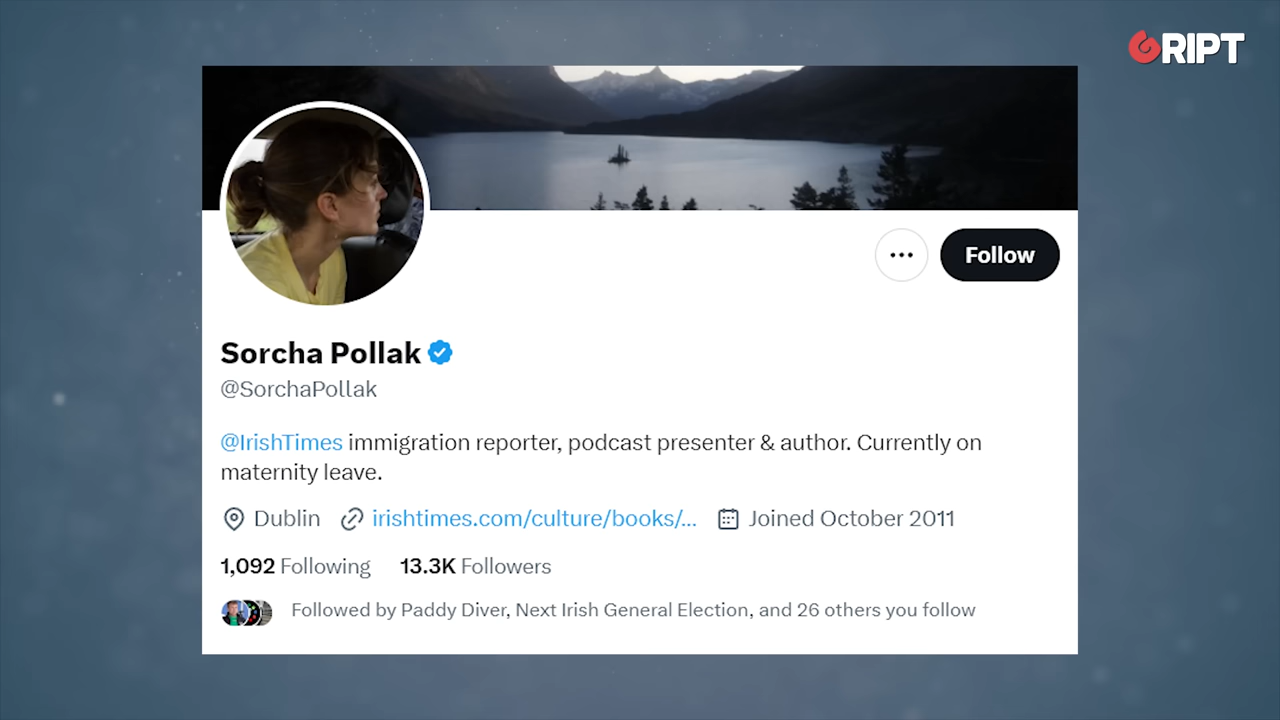 GRIPT
Follow
Sorcha Pollak
@SorchaPollak
@IrishTimes immigration reporter, podcast presenter & author. Currently on
maternity leave.
Dublin irishtimes.com/culture/books/... Joined October 2011
1,092 Following 13.3K Followers
Followed by Paddy Diver, Next Irish General Election, and 26 others you follow